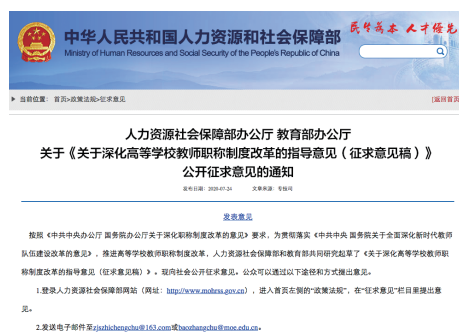 中华人民共和国人力资源和社会保障部
Ministry of Human Resources and Social Security of the People's Republic of China
民生为本 人才优先
当前位置：首页>政策法规>征求意见
[返回首页
人力资源社会保障部办公厅 教育部办公厅
关于《关于深化高等学校教师职称制度改革的指导意见（征求意见稿）》
公开征求意见的通知
发布日期：2020-07-24 文章来源：专技司
发表意见
按照《中共中央办公厅 国务院办公厅关于深化职称制度改革的意见》要求，为贯彻落实《中共中央 国务院关于全面深化新时代教师
队伍建设改革的意见》，推进高等学校教师职称制度改革，人力资源社会保障部和教育部共同研究起草了《关于深化高等学校教师职
称制度改革的指导意见（征求意见稿）》。现向社会公开征求意见。公众可以通过以下途径和方式提出意见。
1.登录人力资源社会保障部网站（网址：http://www.mohrss.gov.cn），进入首页左侧的“政策法规”，在“征求意见”栏目里提出意
见。
2.发送电子邮件至zjszhichengchu@163.com或baozhangchu@moe.edu.cn。